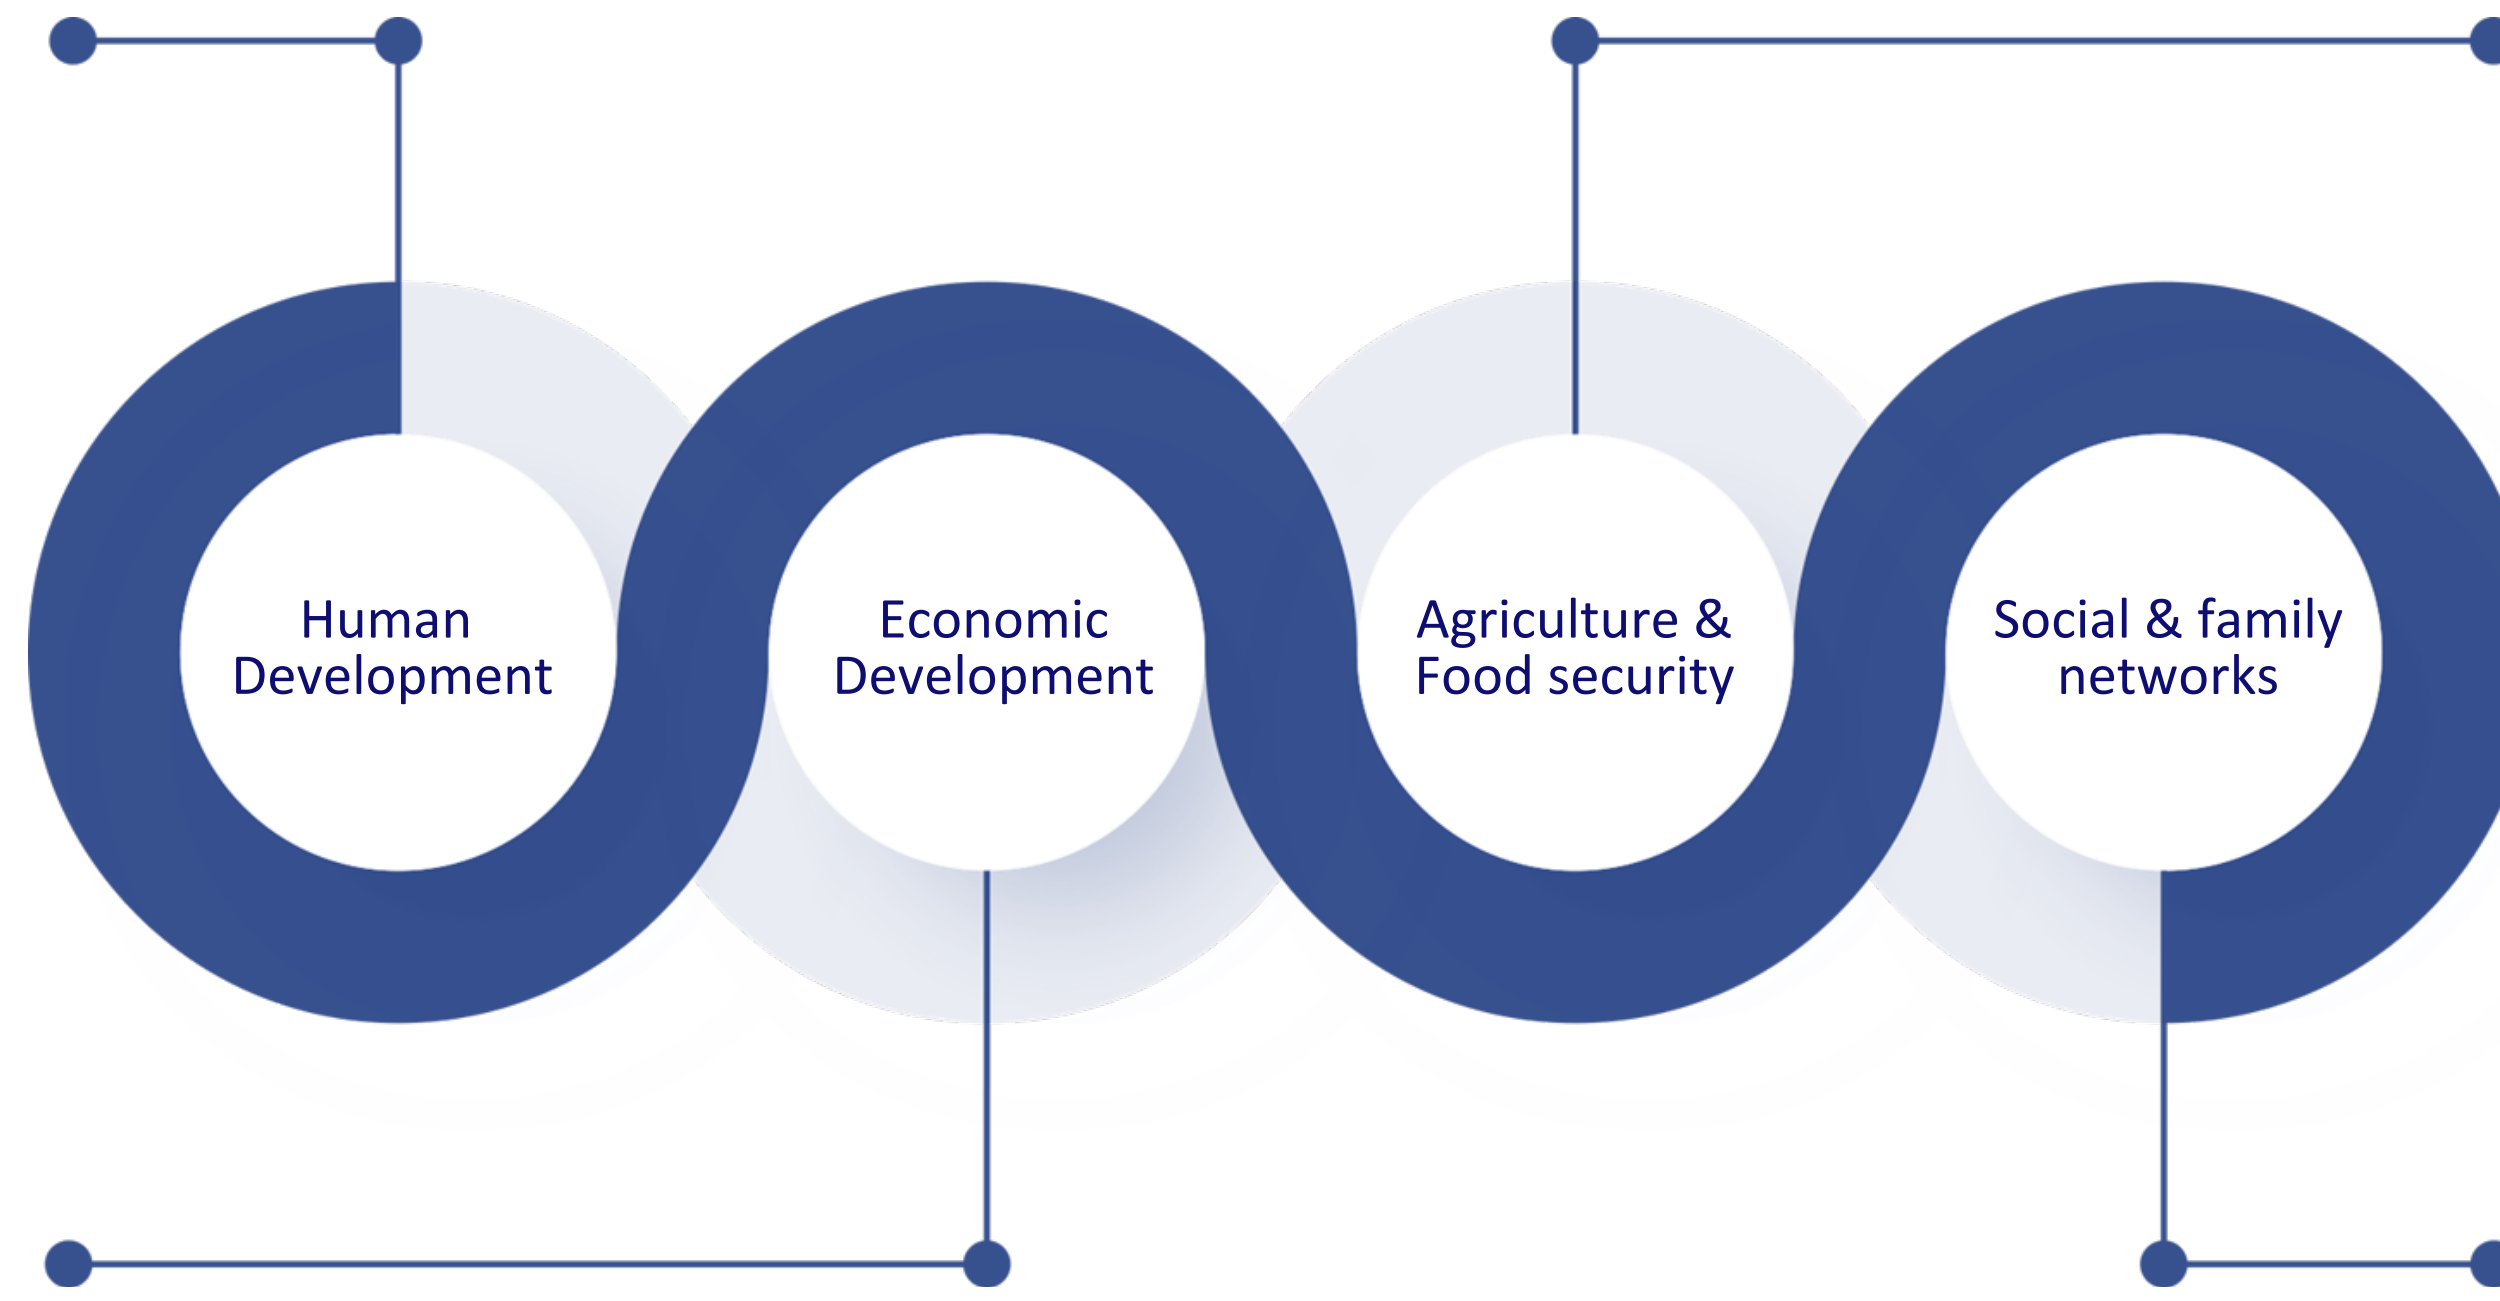 Human
Development
Economic
Development
Agriculture &
Food security
Social & family
networks